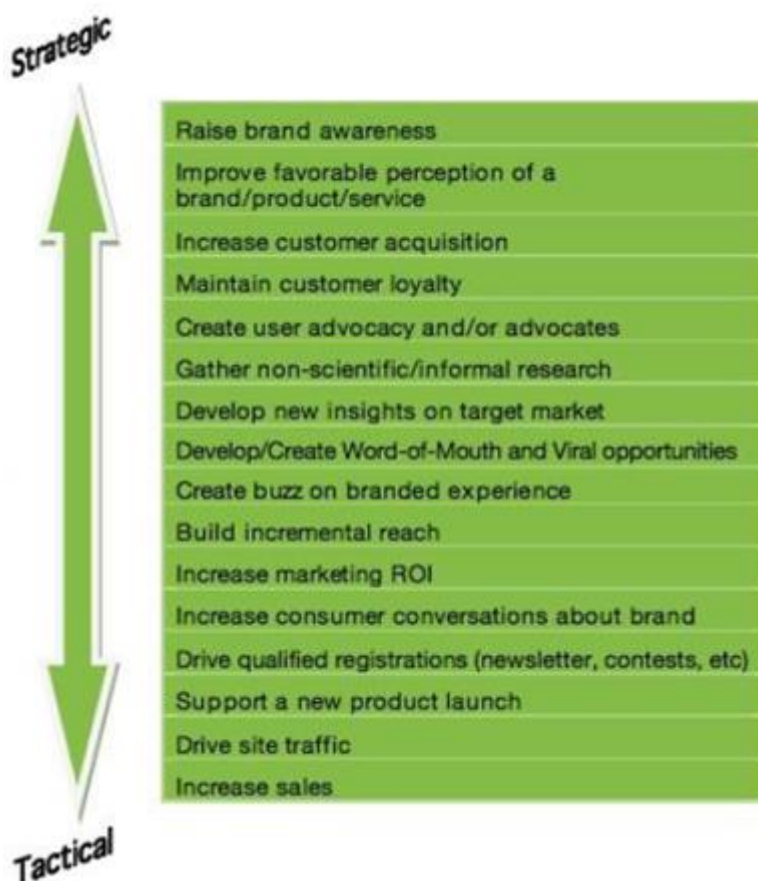 Strategic
Raise brand awareness
Improve favorable perception of a
brand/product/service
Increase customer acquisition
Maintain customer loyalty
Create user advocacy and/or advocates
Gather non-scientific/informal research
Develop new insights on target market
Develop/Create Word-of-Mouth and Viral opportunities
Create buzz on branded experience
Build incremental reach
Increase marketing ROI
Increase consumer conversations about brand
Drive qualified registrations (newsletter, contests, etc)
Support a new product launch
Drive site traffic
Increase sales
Tactical